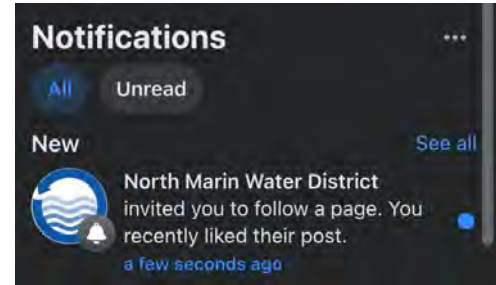 Notifications
All
Unread
New
See all
North Marin Water District
invited you to follow a page. You
recently liked their post.
a few seconds ago